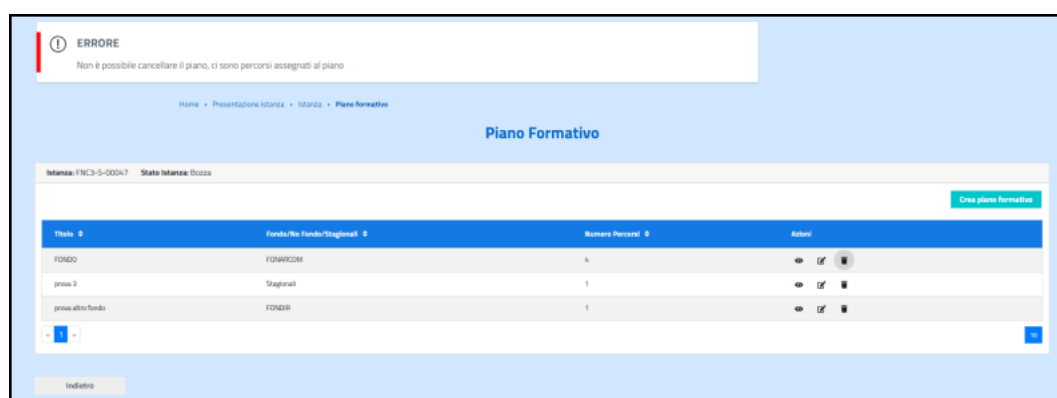 ERRORE
Non è possibile cancellare il piano, ci sono percorsi assegnati al piano
Home • Presentazione istanza • Istanza • Piano formativo
Piano Formativo
Istanza: FNC3-S-00047 Stato Istanza: Bozza
Crea piano formativo
Titolo Fondo/No Fondo/Stagionali Numero Percorsi Azioni
FONDO FONARCOM
prova 3 Stagionali 1
prova altro fondo FONDIR 1
« 1 » 10
Indietro